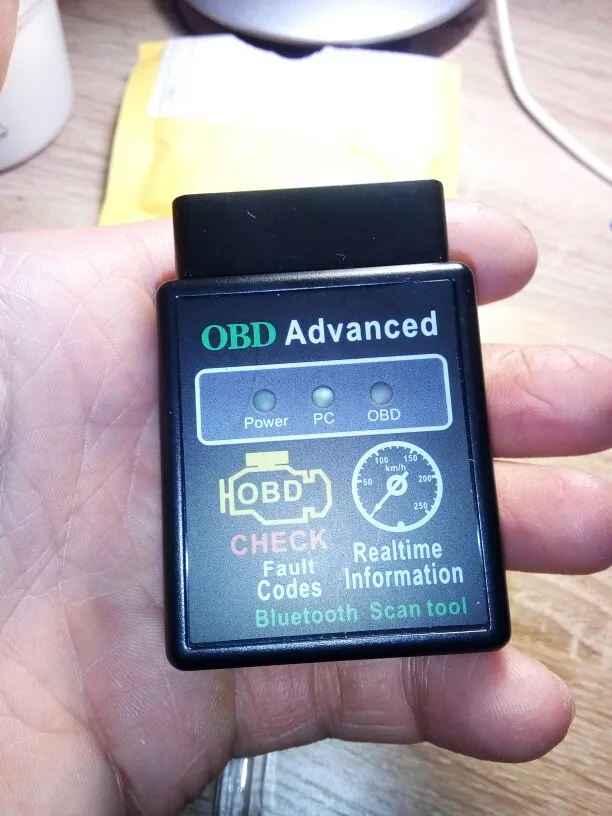 OBD Advanced
Power PC OBD
50 100 150 200 250
km/h
OBD
CHECK
Fault
Codes
Realtime
Information
Bluetooth Scan tool